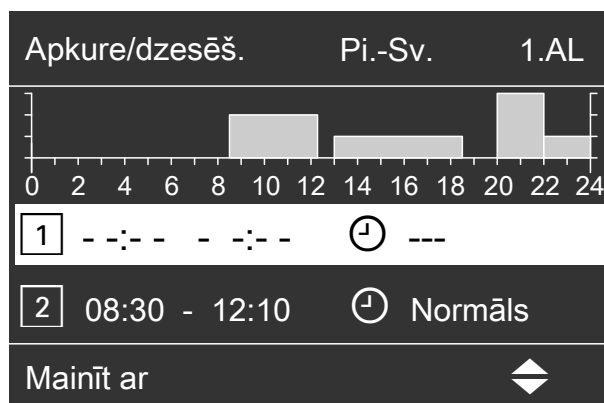 Apkure/dzesēš. Pi.-Sv. 1.AL
0 2 4 6 8 10 12 14 16 18 20 22 24
1 - -:- - - -:- - ---
2 08:30 - 12:10 Normāls
Mainīt ar